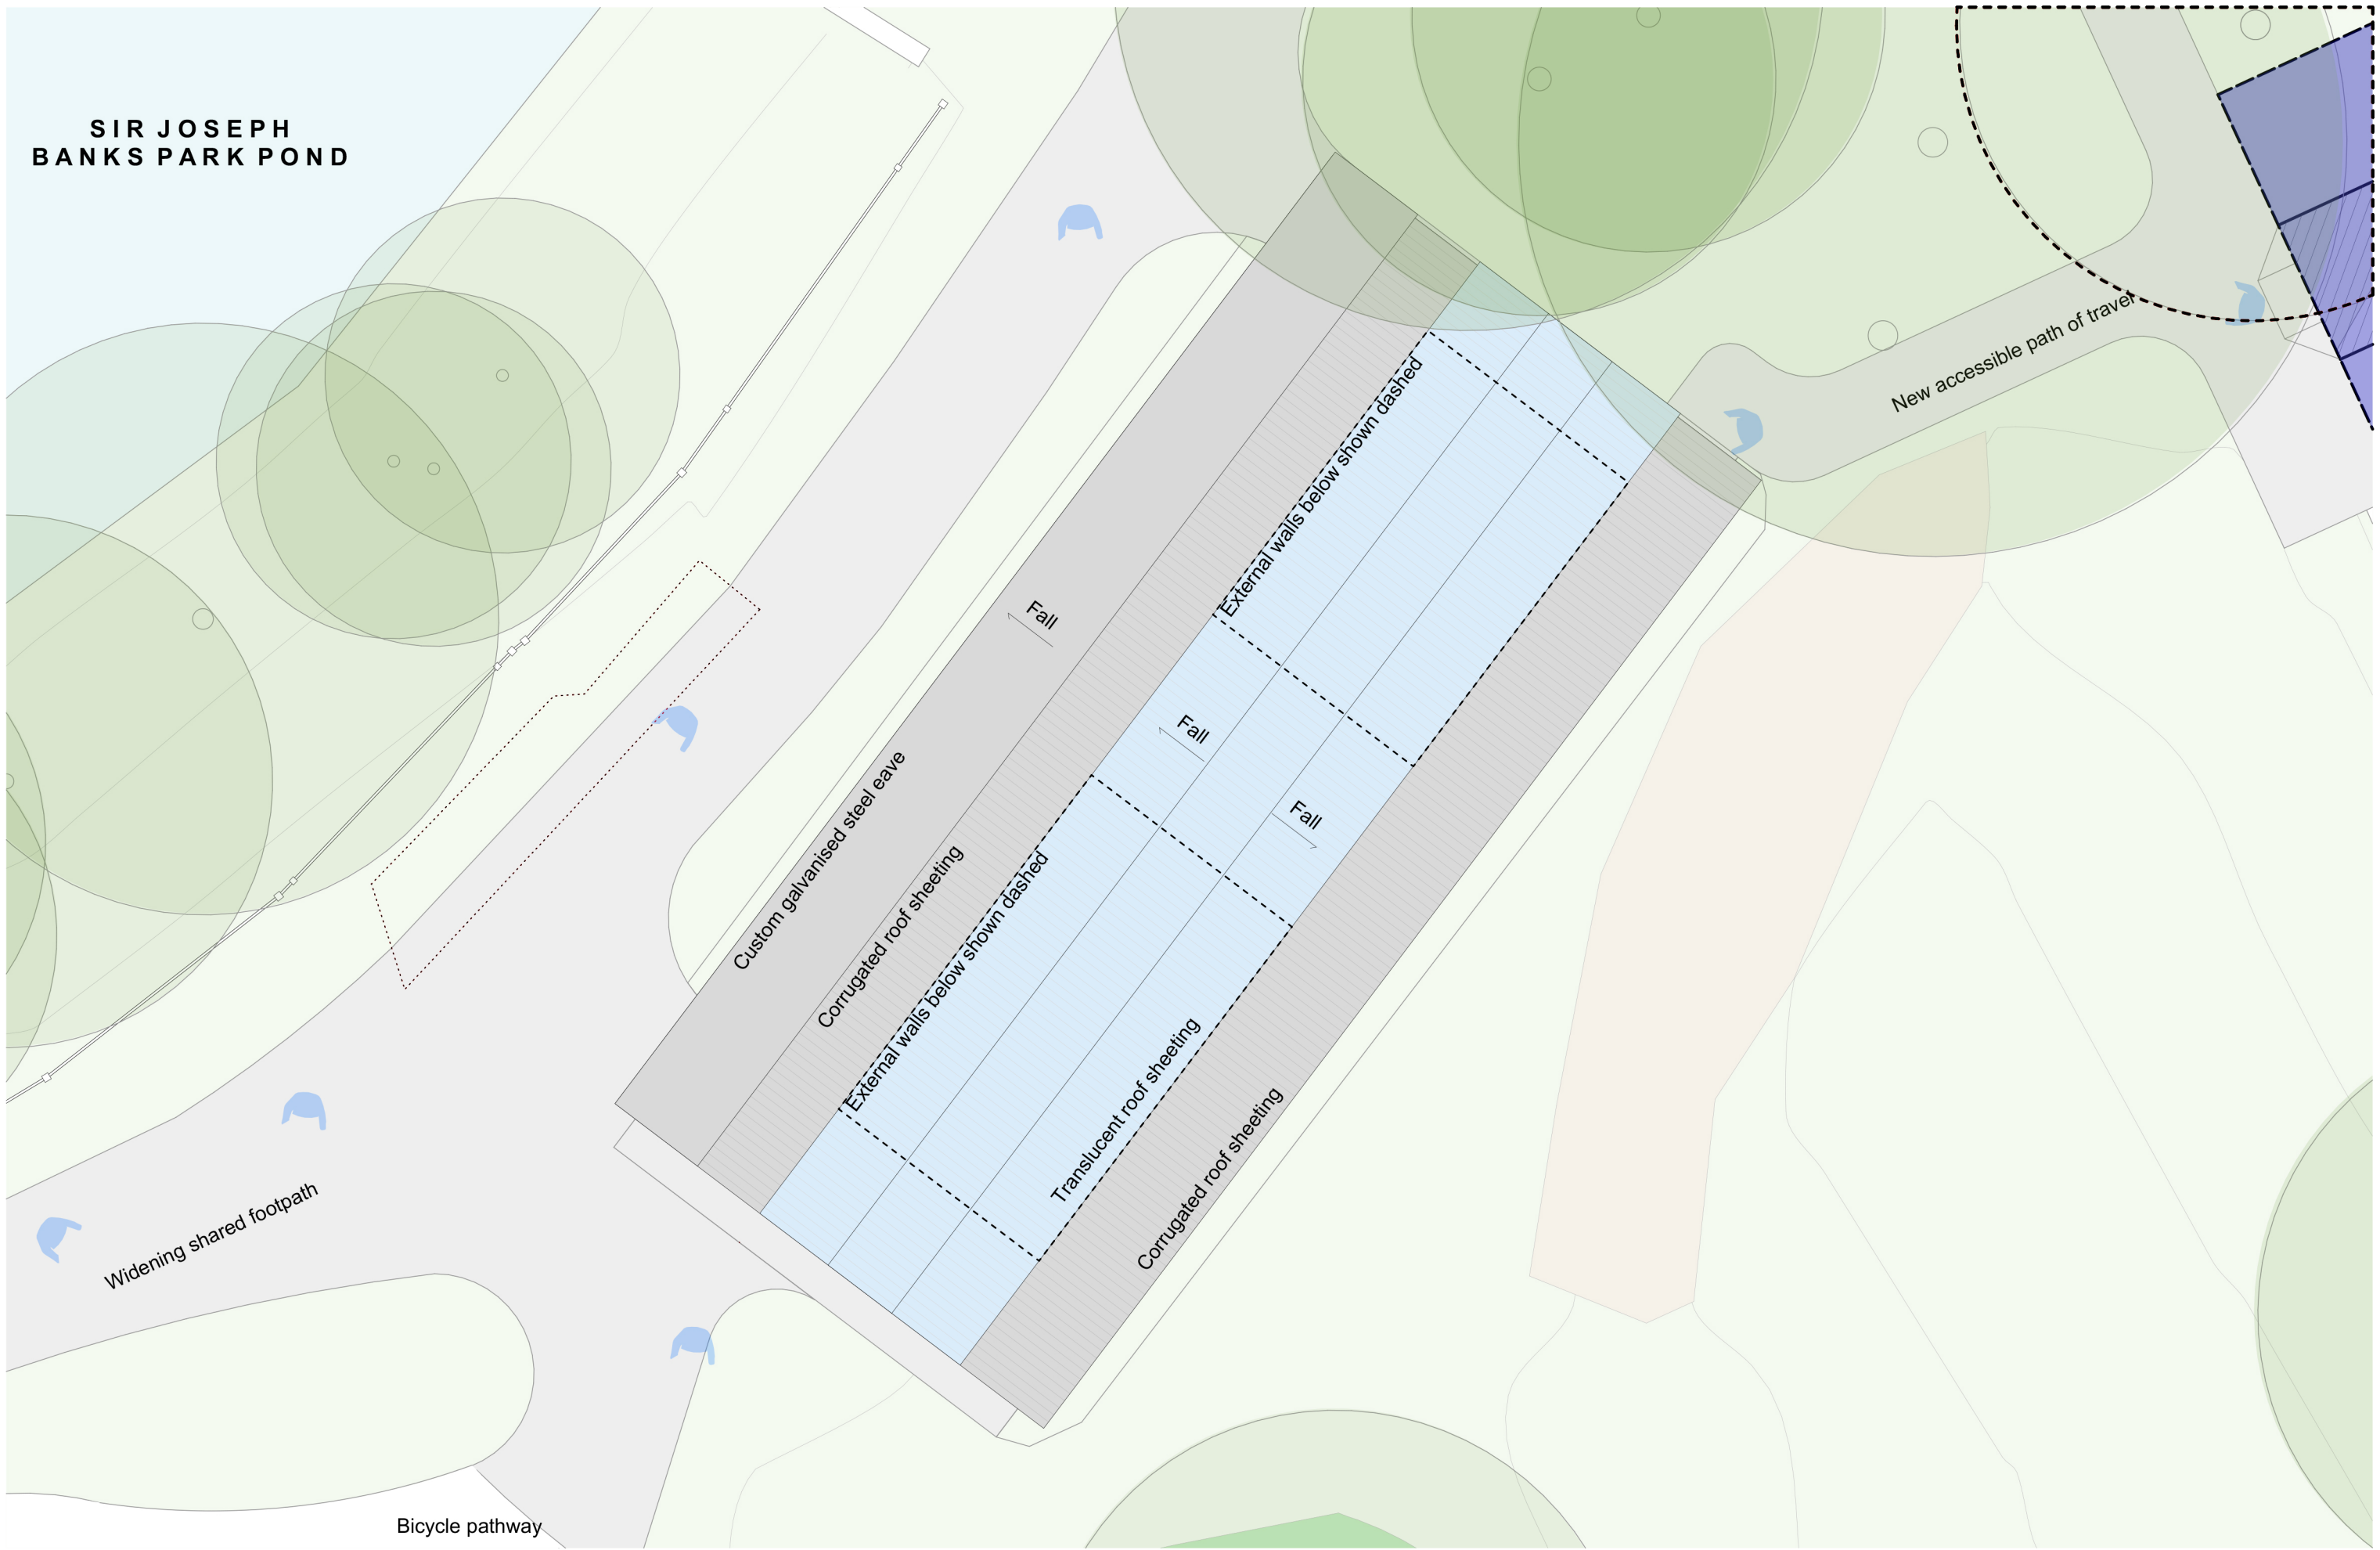 SIR JOSEPH
BANKS PARK POND
New accessible path of travel
External walls below shown dashed
Fall
Fall
Fall
Custom galvanised steel eave
Corrugated roof sheeting
External walls below shown dashed
Translucent roof sheeting
Corrugated roof sheeting
Widening shared footpath
Bicycle pathway